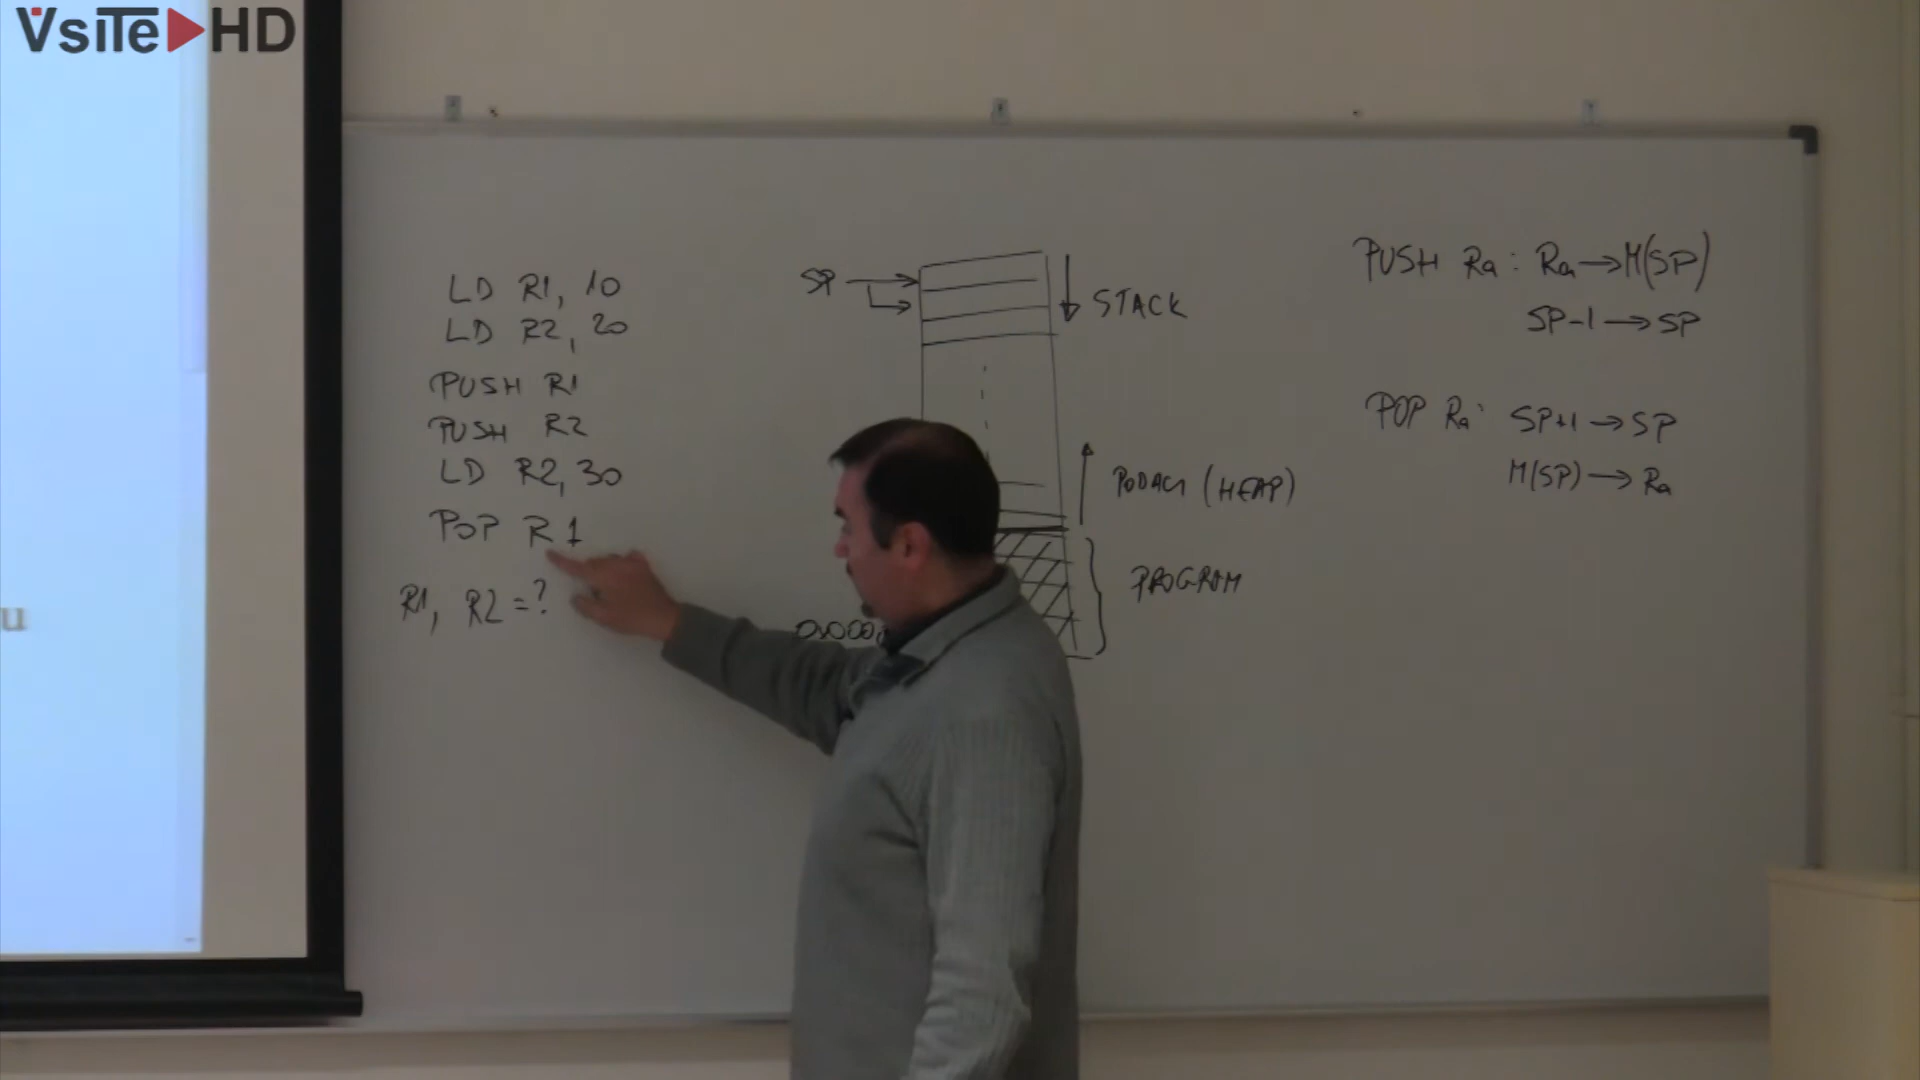 VsiTe HD
LD R1, 10
LD R2, 20
PUSH R1
PUSH R2
LD R2, 30
POP R1
R1, R2 = ?
SP
STACK
PODACI (HEAP)
PROGRAM
0x000
PUSH Ra : Ra → M(SP)
SP-1 → SP
POP Ra: SP+1 → SP
M(SP) → Ra
u